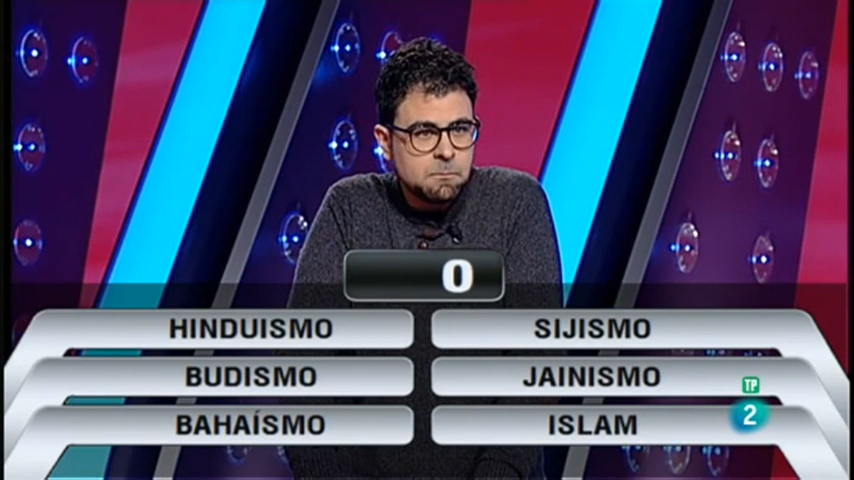 0
HINDUISMO
SIJISMO
BUDISMO
JAINISMO
BAHAÍSMO
ISLAM
TP
2